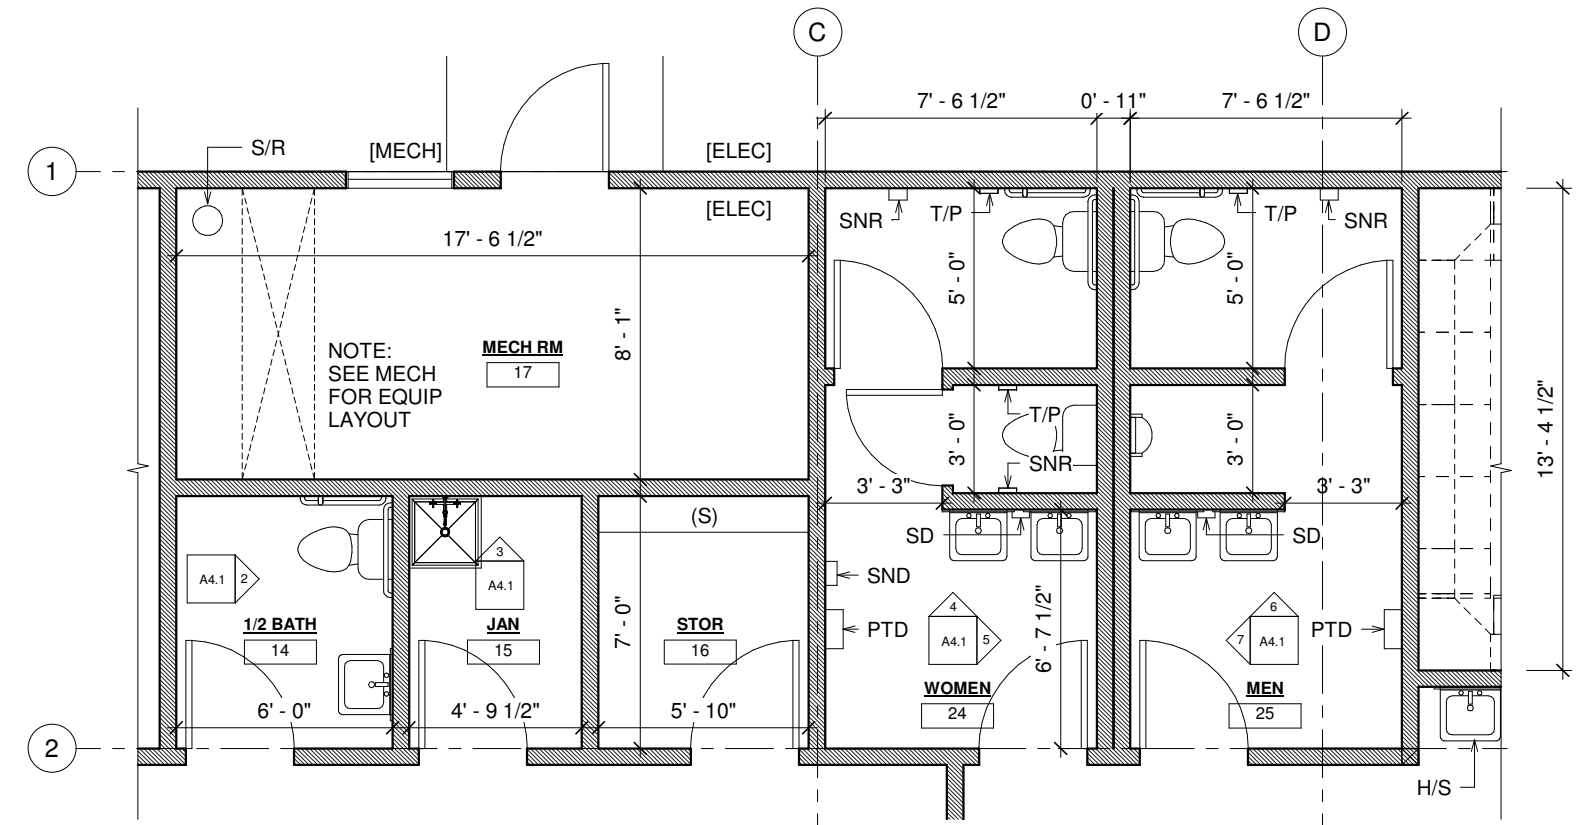 C
D
7' - 6 1/2"
0' - 11"
7' - 6 1/2"
1
S/R
[MECH]
[ELEC]
[ELEC]
SNR
T/P
T/P
SNR
17' - 6 1/2"
5' - 0"
5' - 0"
8' - 1"
NOTE:
SEE MECH
FOR EQUIP
LAYOUT
MECH RM
17
T/P
3' - 0"
3' - 0"
13' - 4 1/2"
SNR
3' - 3"
3' - 3"
(S)
SD
SD
3
A4.1
2
A4.1
SND
4
A4.1
5
6
7
A4.1
1/2 BATH
14
JAN
15
STOR
16
7' - 0"
PTD
6' - 7 1/2"
PTD
WOMEN
24
MEN
25
6' - 0"
4' - 9 1/2"
5' - 10"
2
H/S